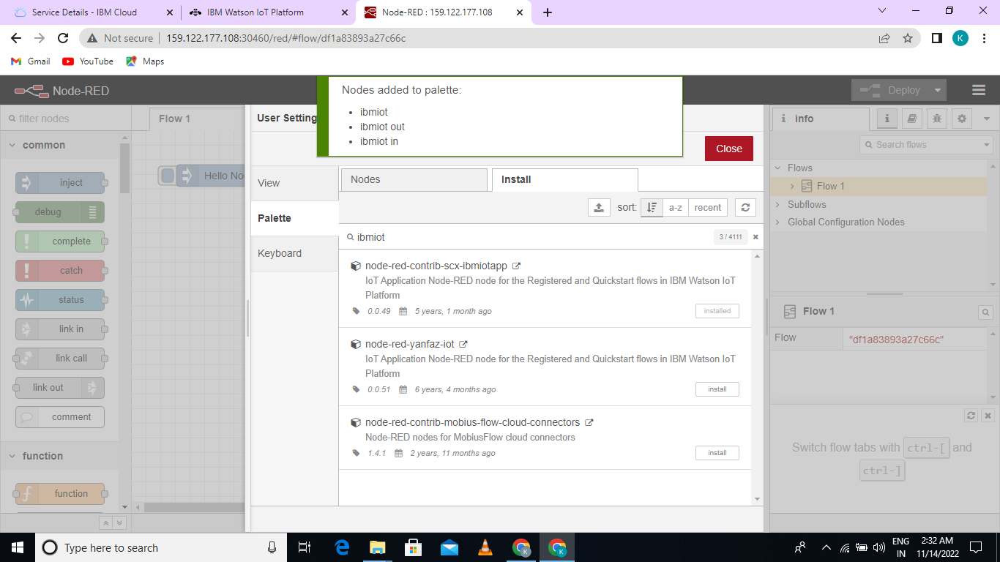 Service Details - IBM Cloud
IBM Watson IoT Platform
Node-RED : 159.122.177.108
Not secure
159.122.177.108:30460/red/#flow/df1a83893a27c66c
K
Gmail
YouTube
Maps
Node-RED
Deploy
Nodes added to palette:
ibmiot
ibmiot out
ibmiot in
filter nodes
Flow 1
User Setting
info
Close
Search flows
common
inject
debug
complete
catch
status
link in
link call
link out
comment
function
function
Hello No
View
Palette
Keyboard
Nodes
Install
sort:
a-z
recent
ibmiot
3 / 4111
node-red-contrib-scx-ibmiotapp
IoT Application Node-RED node for the Registered and Quickstart flows in IBM Watson IoT
Platform
0.0.49 5 years, 1 month ago
installed
node-red-yanfaz-iot
IoT Application Node-RED node for the Registered and Quickstart flows in IBM Watson IoT
Platform
0.0.51 6 years, 4 months ago
install
node-red-contrib-mobius-flow-cloud-connectors
Node-RED nodes for MobiusFlow cloud connectors
1.4.1 2 years, 11 months ago
install
Flows
Flow 1
Subflows
Global Configuration Nodes
Flow 1
Flow
"df1a83893a27c66c"
Switch flow tabs with ctrl-[ and
ctrl-]
Type here to search
K
K
ENG
IN
2:32 AM
11/14/2022